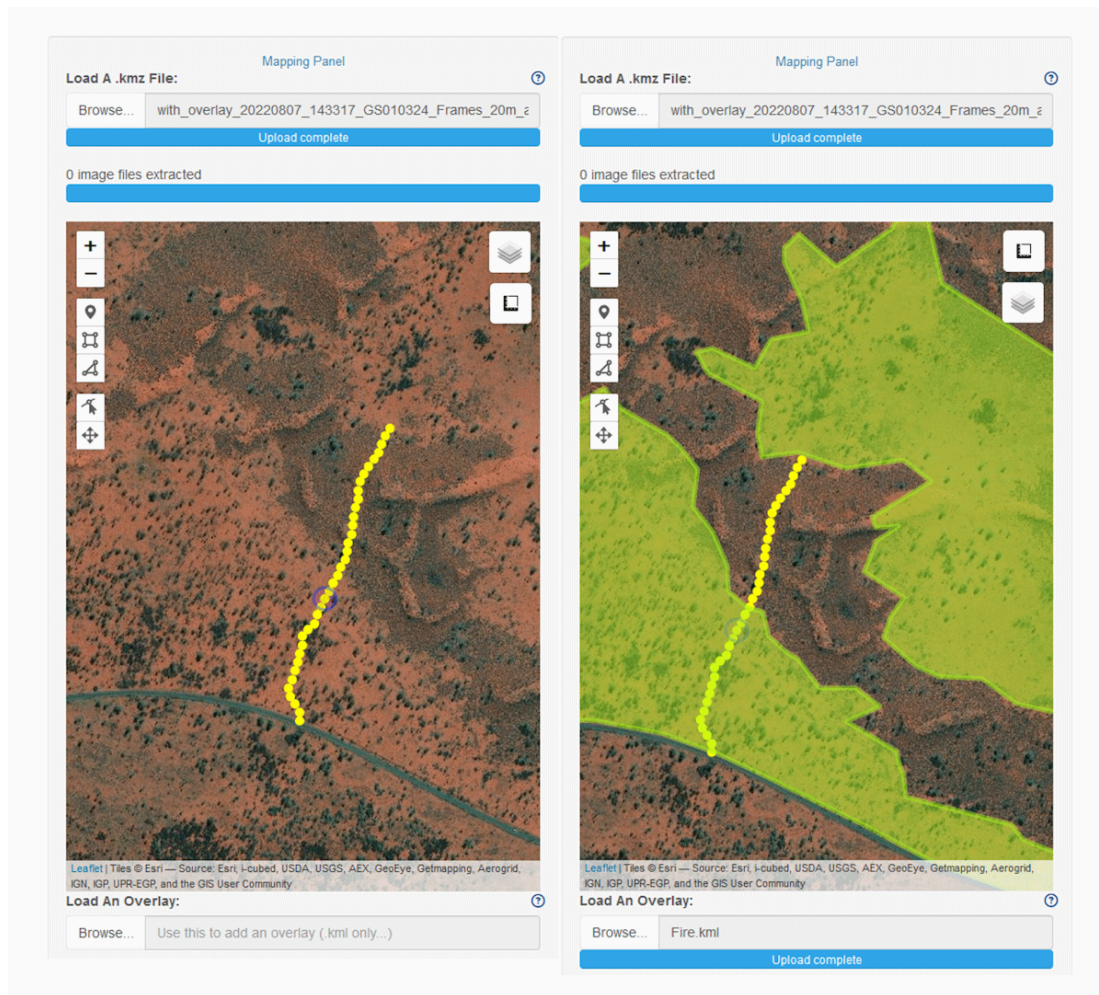 Mapping Panel
Load A .kmz File:
Browse... with_overlay_20220807_143317_GS010324_Frames_20m_a
Upload complete
0 image files extracted
+
−
Leaflet | Tiles © Esri — Source: Esri, i-cubed, USDA, USGS, AEX, GeoEye, Getmapping, Aerogrid,
IGN, IGP, UPR-EGP, and the GIS User Community
Load An Overlay:
Browse... Use this to add an overlay (.kml only...)
Mapping Panel
Load A .kmz File:
Browse... with_overlay_20220807_143317_GS010324_Frames_20m_a
Upload complete
0 image files extracted
+
−
Leaflet | Tiles © Esri — Source: Esri, i-cubed, USDA, USGS, AEX, GeoEye, Getmapping, Aerogrid,
IGN, IGP, UPR-EGP, and the GIS User Community
Load An Overlay:
Browse... Fire.kml
Upload complete